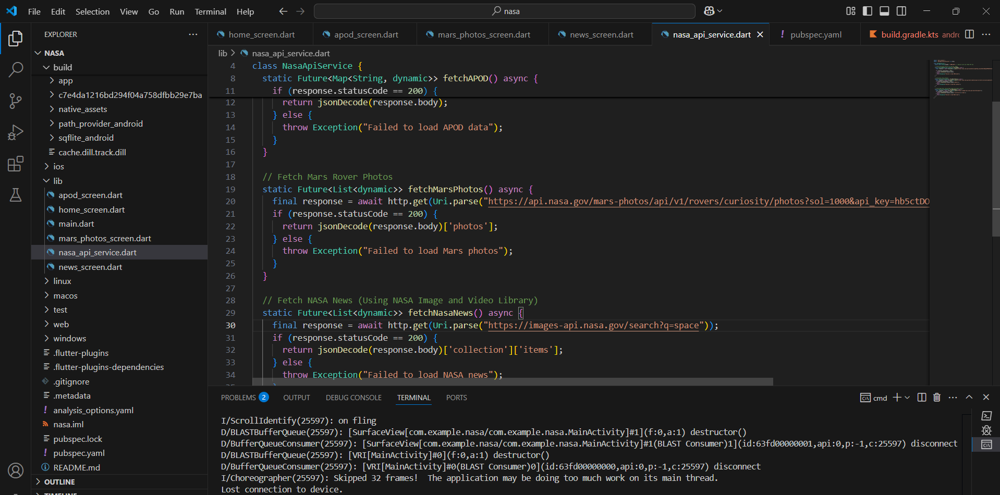 File Edit Selection View Go Run Terminal Help
nasa
EXPLORER
NASA
build
app
c7e4da1216bd294f04a758dfbb29e7ba
native_assets
path_provider_android
sqflite_android
cache.dill.track.dill
ios
lib
apod_screen.dart
home_screen.dart
main.dart
mars_photos_screen.dart
nasa_api_service.dart
news_screen.dart
linux
macos
test
web
windows
.flutter-plugins
.flutter-plugins-dependencies
.gitignore
.metadata
analysis_options.yaml
nasa.iml
pubspec.lock
pubspec.yaml
README.md
OUTLINE
TIMELINE
home_screen.dart apod_screen.dart mars_photos_screen.dart news_screen.dart nasa_api_service.dart pubspec.yaml build.gradle.kts andro
lib > nasa_api_service.dart
4 class NasaApiService {
8 static Future<Map<String, dynamic>> fetchAPOD() async {
11 if (response.statusCode == 200) {
12 return jsonDecode(response.body);
13 } else {
14 throw Exception("Failed to load APOD data");
15 }
16 }
17
18 // Fetch Mars Rover Photos
19 static Future<List<dynamic>> fetchMarsPhotos() async {
20 final response = await http.get(Uri.parse("https://api.nasa.gov/mars-photos/api/v1/rovers/curiosity/photos?sol=1000&api_key=hb5ctDO
21 if (response.statusCode == 200) {
22 return jsonDecode(response.body)['photos'];
23 } else {
24 throw Exception("Failed to load Mars photos");
25 }
26 }
27
28 // Fetch NASA News (Using NASA Image and Video Library)
29 static Future<List<dynamic>> fetchNasaNews() async {
30 final response = await http.get(Uri.parse("https://images-api.nasa.gov/search?q=space"));
31 if (response.statusCode == 200) {
32 return jsonDecode(response.body)['collection']['items'];
33 } else {
34 throw Exception("Failed to load NASA news");
PROBLEMS 2 OUTPUT DEBUG CONSOLE TERMINAL PORTS
cmd
I/ScrollIdentify(25597): on fling
D/BLASTBufferQueue(25597): [SurfaceView[com.example.nasa/com.example.nasa.MainActivity]#1](f:0,a:1) destructor()
D/BufferQueueConsumer(25597): [SurfaceView[com.example.nasa/com.example.nasa.MainActivity]#1(BLAST Consumer)1](id:63fd00000001,api:0,p:-1,c:25597) disconnect
D/BLASTBufferQueue(25597): [VRI[MainActivity]#0](f:0,a:1) destructor()
D/BufferQueueConsumer(25597): [VRI[MainActivity]#0(BLAST Consumer)0](id:63fd00000000,api:0,p:-1,c:25597) disconnect
I/Choreographer(25597): Skipped 32 frames!  The application may be doing too much work on its main thread.
Lost connection to device.